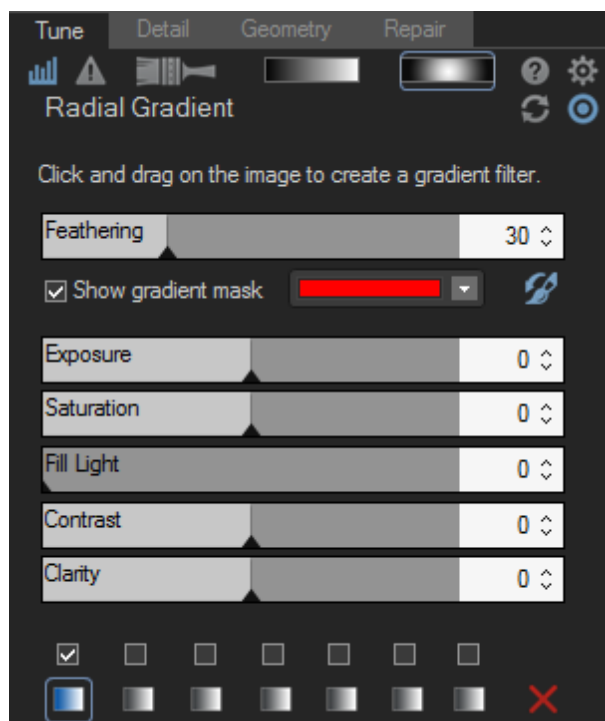 Tune Detail Geometry Repair
Radial Gradient
Click and drag on the image to create a gradient filter.
Feathering 30
Show gradient mask
Exposure 0
Saturation 0
Fill Light 0
Contrast 0
Clarity 0